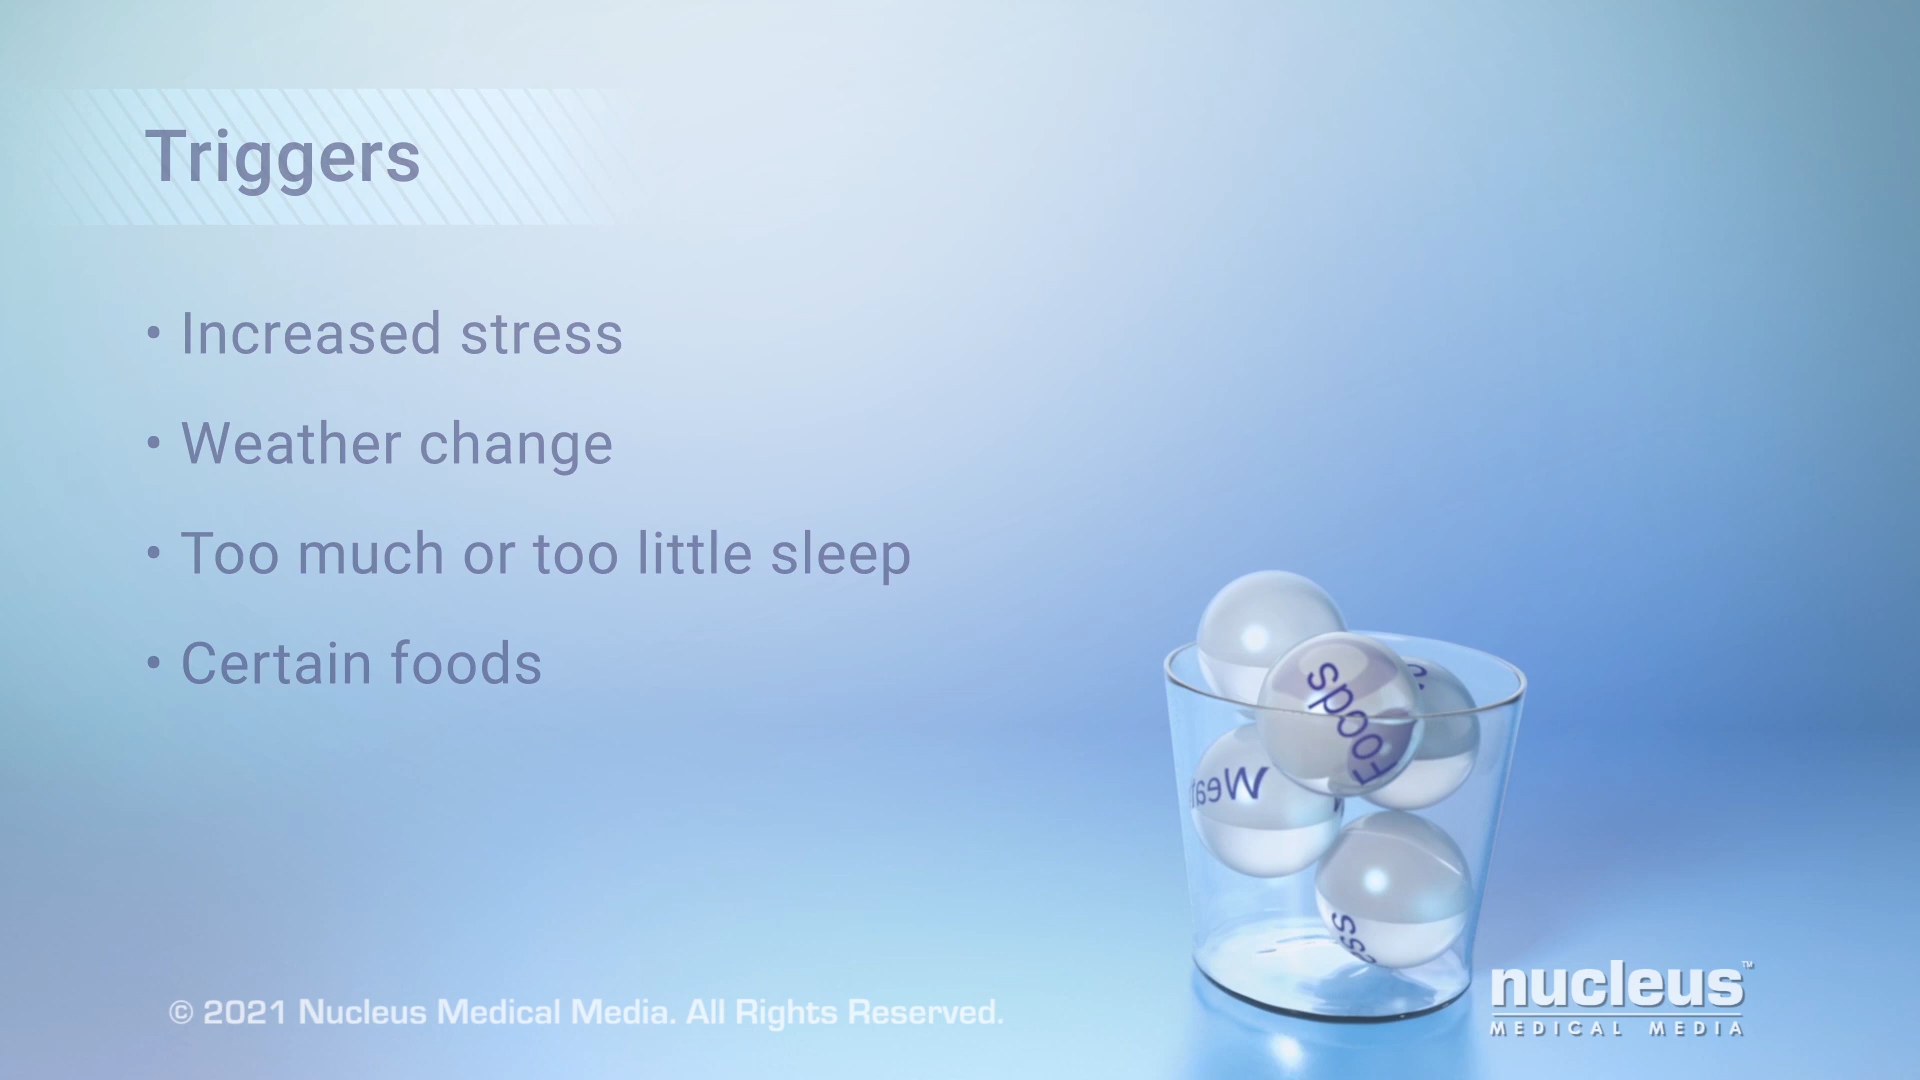 Triggers
• Increased stress
• Weather change
• Too much or too little sleep
• Certain foods
Foods
© 2021 Nucleus Medical Media. All Rights Reserved.
nucleus™
MEDICAL MEDIA